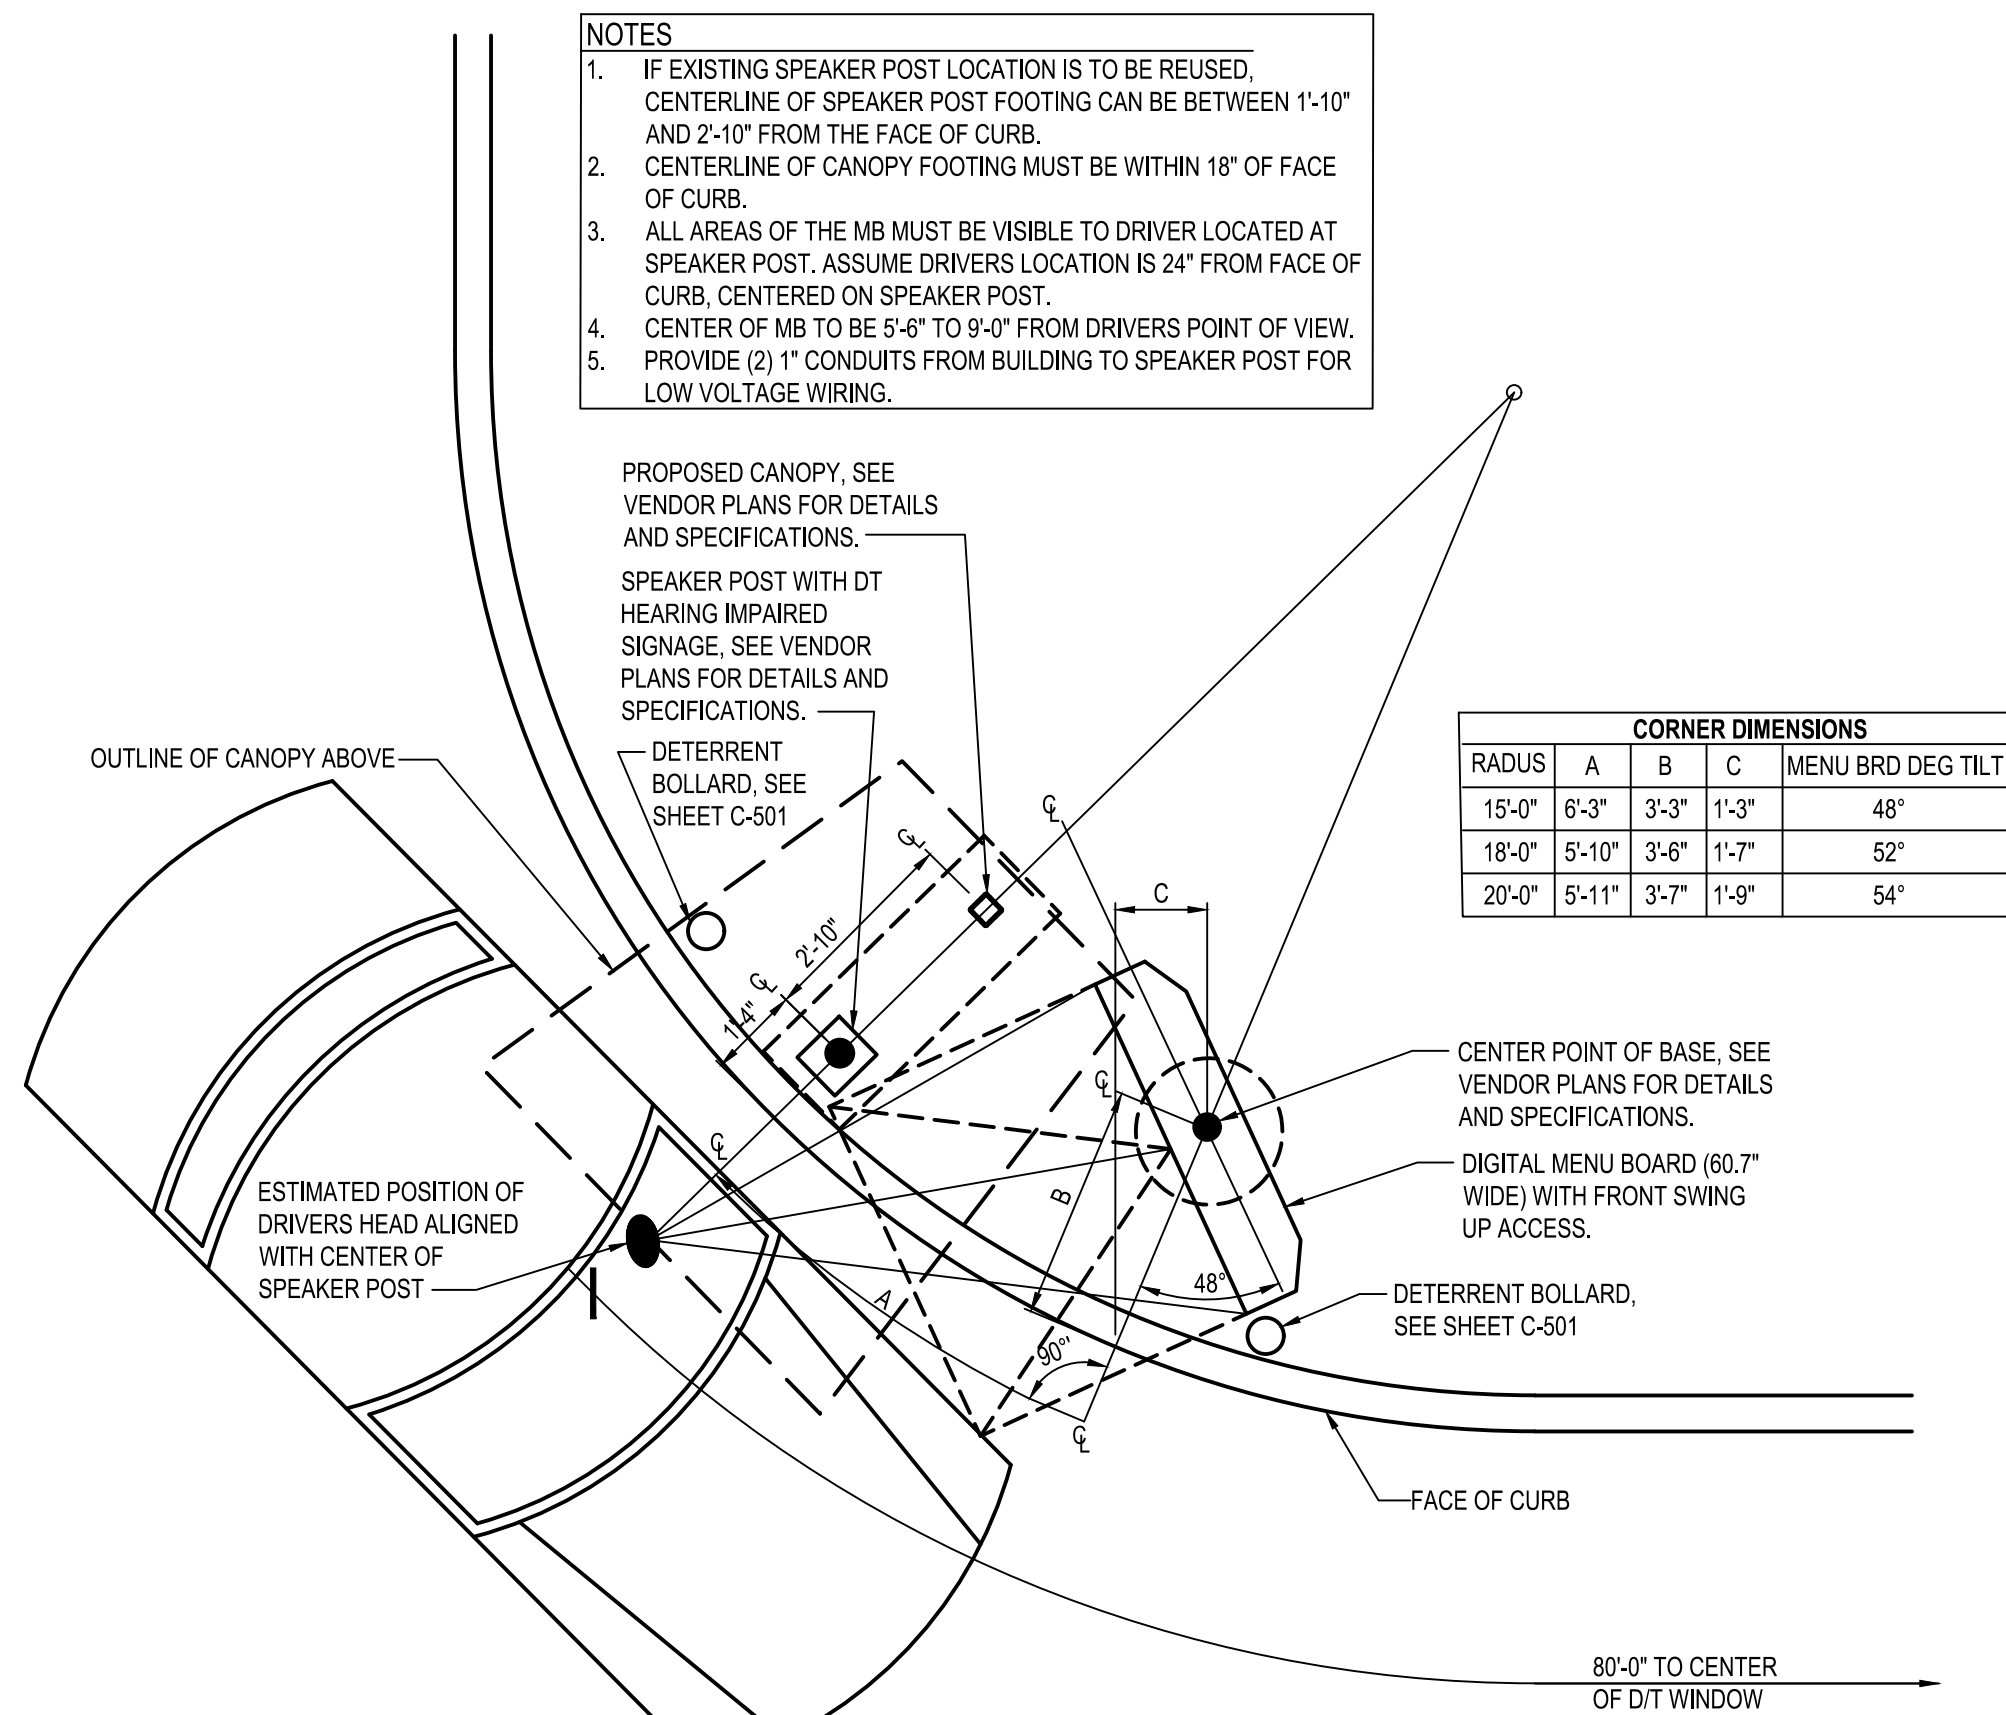 NOTES
1. IF EXISTING SPEAKER POST LOCATION IS TO BE REUSED,
CENTERLINE OF SPEAKER POST FOOTING CAN BE BETWEEN 1'-10"
AND 2'-10" FROM THE FACE OF CURB.
2. CENTERLINE OF CANOPY FOOTING MUST BE WITHIN 18" OF FACE
OF CURB.
3. ALL AREAS OF THE MB MUST BE VISIBLE TO DRIVER LOCATED AT
SPEAKER POST. ASSUME DRIVERS LOCATION IS 24" FROM FACE OF
CURB, CENTERED ON SPEAKER POST.
4. CENTER OF MB TO BE 5'-6" TO 9'-0" FROM DRIVERS POINT OF VIEW.
5. PROVIDE (2) 1" CONDUITS FROM BUILDING TO SPEAKER POST FOR
LOW VOLTAGE WIRING.
PROPOSED CANOPY, SEE
VENDOR PLANS FOR DETAILS
AND SPECIFICATIONS.
SPEAKER POST WITH DT
HEARING IMPAIRED
SIGNAGE, SEE VENDOR
PLANS FOR DETAILS AND
SPECIFICATIONS.
OUTLINE OF CANOPY ABOVE
DETERRENT
BOLLARD, SEE
SHEET C-501
CORNER DIMENSIONS
RADUS A B C MENU BRD DEG TILT
15'-0" 6'-3" 3'-3" 1'-3" 48°
18'-0" 5'-10" 3'-6" 1'-7" 52°
20'-0" 5'-11" 3'-7" 1'-9" 54°
℄
℄
C
2'-10"
℄
1'-4"
CENTER POINT OF BASE, SEE
VENDOR PLANS FOR DETAILS
AND SPECIFICATIONS.
℄
℄
DIGITAL MENU BOARD (60.7"
WIDE) WITH FRONT SWING
UP ACCESS.
ESTIMATED POSITION OF
DRIVERS HEAD ALIGNED
WITH CENTER OF
SPEAKER POST
B
A
48°
DETERRENT BOLLARD,
SEE SHEET C-501
90°
℄
FACE OF CURB
80'-0" TO CENTER
OF D/T WINDOW